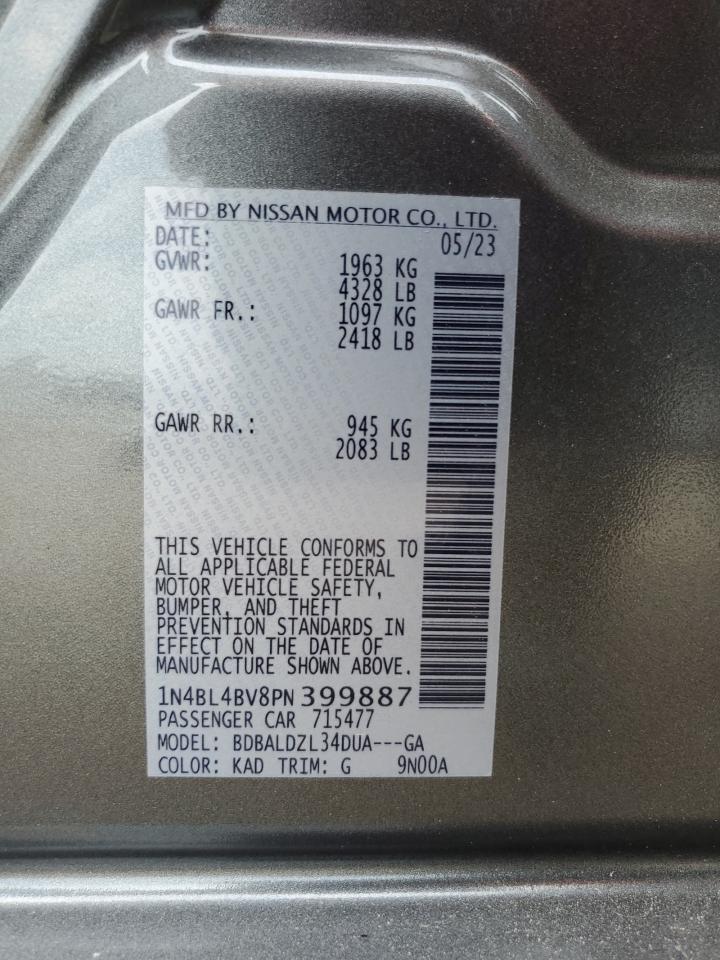 MFD BY NISSAN MOTOR CO., LTD.
DATE: 05/23
GVWR: 1963 KG
4328 LB
GAWR FR.: 1097 KG
2418 LB
GAWR RR.: 945 KG
2083 LB
THIS VEHICLE CONFORMS TO
ALL APPLICABLE FEDERAL
MOTOR VEHICLE SAFETY,
BUMPER, AND THEFT
PREVENTION STANDARDS IN
EFFECT ON THE DATE OF
MANUFACTURE SHOWN ABOVE.
1N4BL4BV8PN399887
PASSENGER CAR 715477
MODEL: BDBALDZL34DUA---GA
COLOR: KAD TRIM: G 9N00A